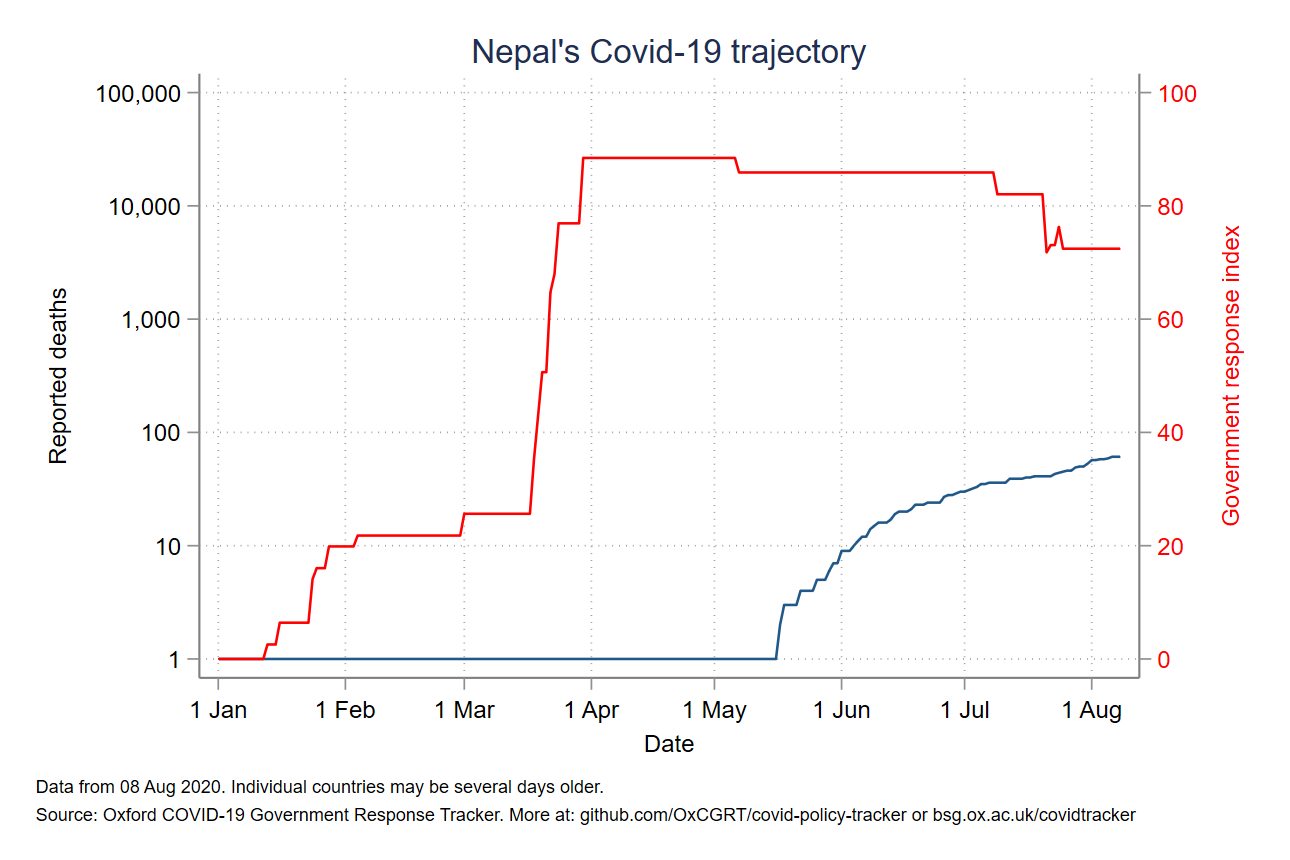 Nepal's Covid-19 trajectory
100,000
10,000
1,000
100
10
1
Reported deaths
100
80
60
40
20
0
Government response index
1 Jan 1 Feb 1 Mar 1 Apr 1 May 1 Jun 1 Jul 1 Aug
Date
Data from 08 Aug 2020. Individual countries may be several days older.
Source: Oxford COVID-19 Government Response Tracker. More at: github.com/OxCGRT/covid-policy-tracker or bsg.ox.ac.uk/covidtracker